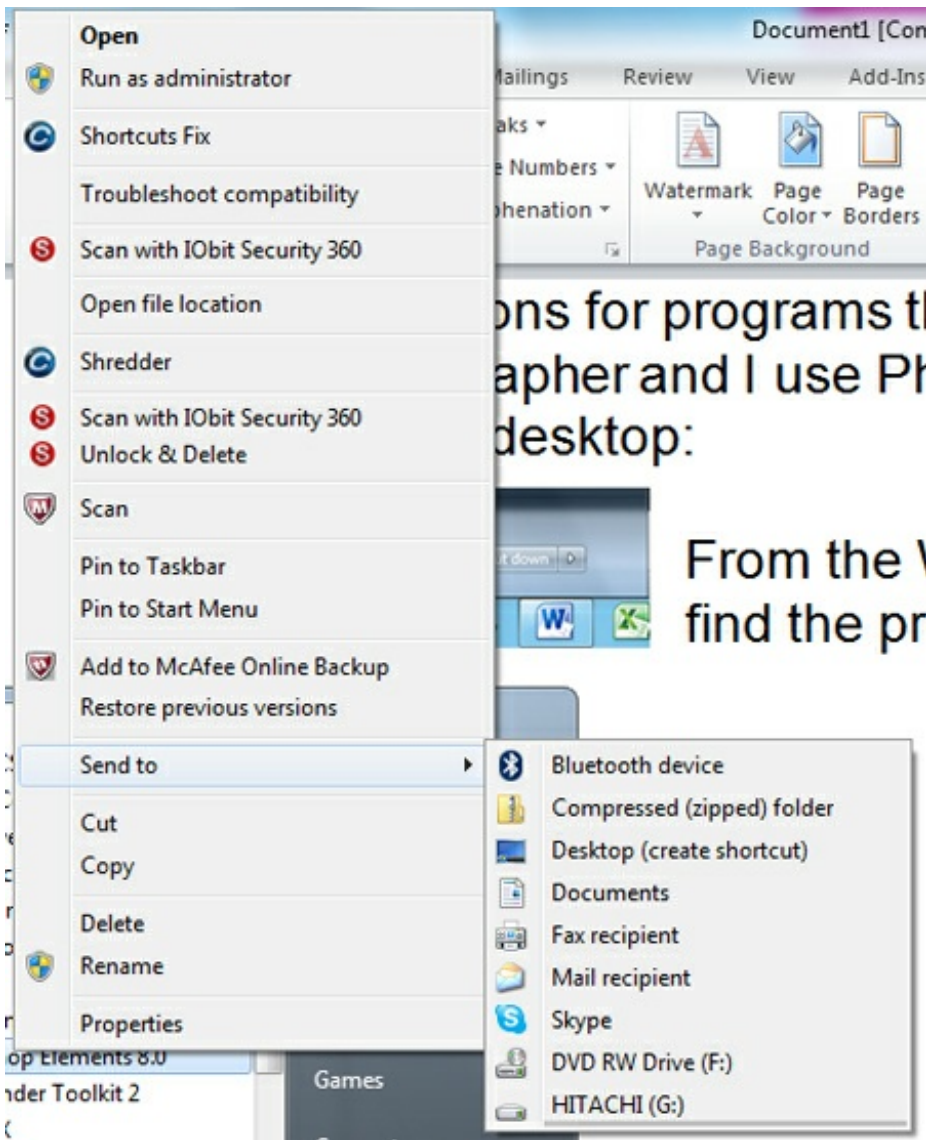 Open
Run as administrator
Shortcuts Fix
Troubleshoot compatibility
Scan with IObit Security 360
Open file location
Shredder
Scan with IObit Security 360
Unlock & Delete
Scan
Pin to Taskbar
Pin to Start Menu
Add to McAfee Online Backup
Restore previous versions
Send to
Cut
Copy
Delete
Rename
Properties
Bluetooth device
Compressed (zipped) folder
Desktop (create shortcut)
Documents
Fax recipient
Mail recipient
Skype
DVD RW Drive (F:)
HITACHI (G:)
Document1 [Con
Mailings Review View Add-Ins
aks
e Numbers
phenation
Watermark Page Color Page Borders
Page Background
ons for programs th
apher and I use Ph
desktop:
t down
From the W
find the pr
op Elements 8.0
nder Toolkit 2
Games